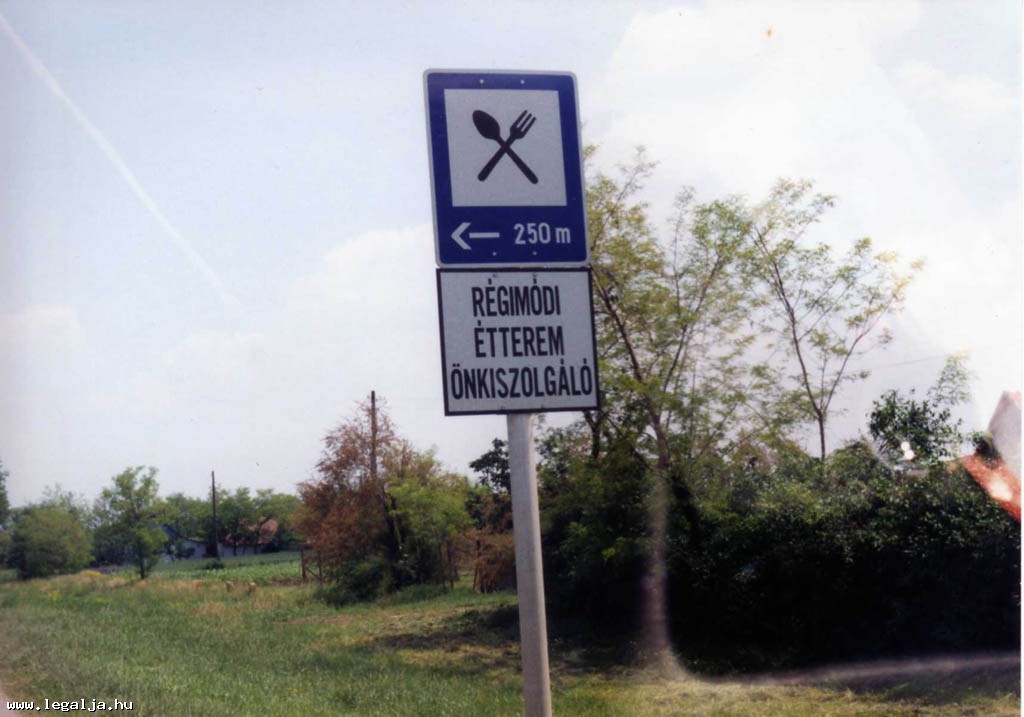 250 m
RÉGIMÓDI
ÉTTEREM
ÖNKISZOLGÁLÓ
www.legalja.hu